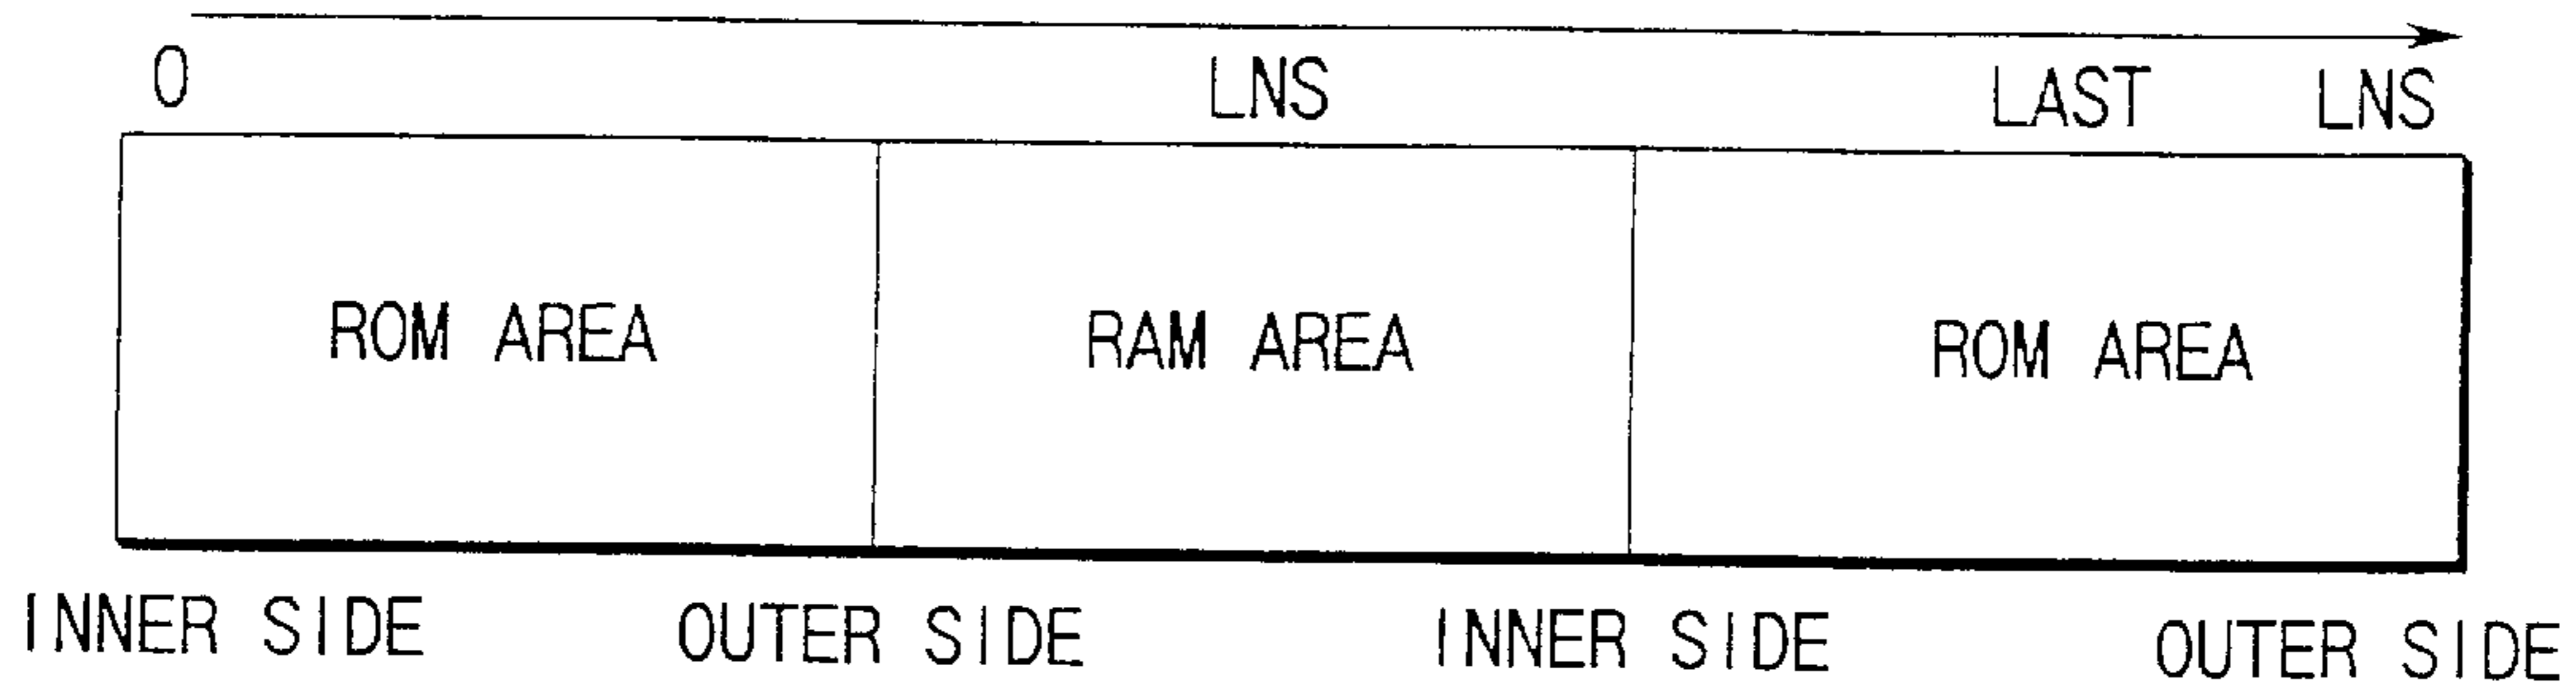 0 LNS LAST LNS
ROM AREA RAM AREA ROM AREA
INNER SIDE OUTER SIDE INNER SIDE OUTER SIDE